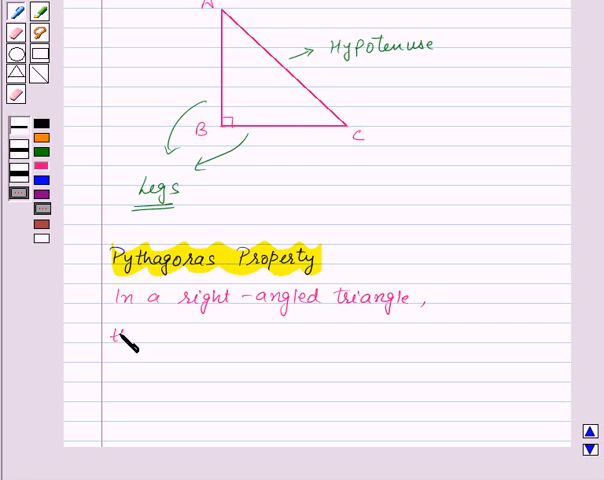 A
Hypotenuse
B
C
Legs
Pythagoras Property
In a right-angled triangle,
t